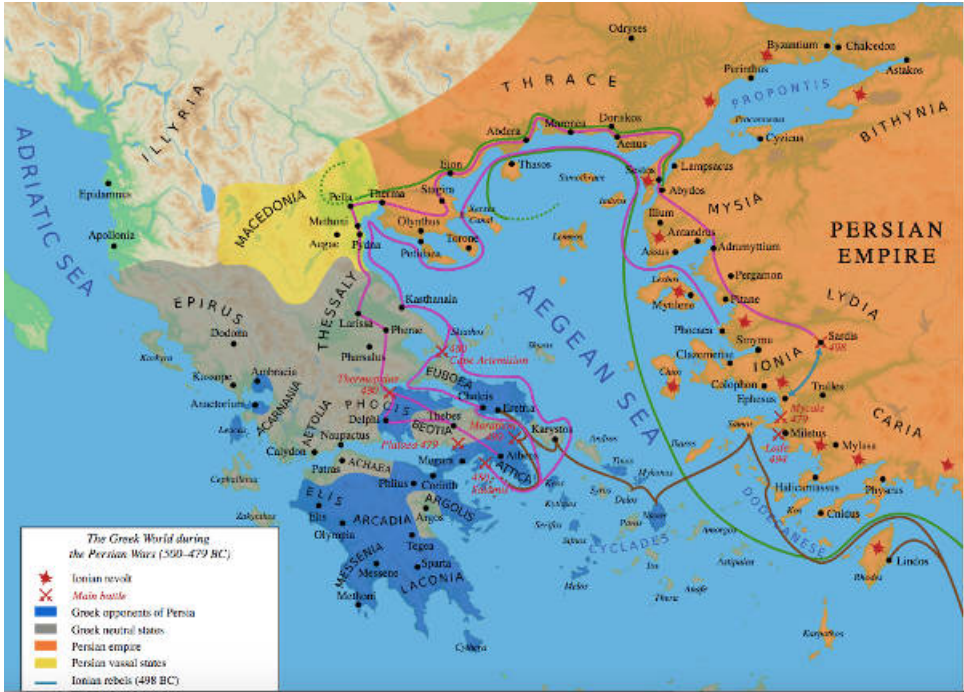 Odryses
Byzantium
Chalcedon
Perinthus
Astakos
THRACE
PROPONTIS
BITHYNIA
Proconnesus
Cyzicus
ILLYRIA
ADRIATIC SEA
Abdera
Maronea
Doriskos
Aenus
Eion
Thasos
Samothrace
Sestos
Lampsacus
Abydos
Imbros
MYSIA
Epidamnus
Apollonia
MACEDONIA
Pella
Therma
Stagira
Methoni
Aegae
Pydna
Olynthus
Potidaea
Torone
Xerxes
Canal
Lemnos
Illum
Antandrus
Assus
Adramyttium
PERSIAN
EMPIRE
Pergamon
Lesbos
Mytilene
Pitane
LYDIA
EPIRUS
Dodona
THESSALY
Larissa
Kasthanaia
Pherae
Pharsalus
Skiathos
480
Cape Artemision
Skyros
AEGEAN SEA
Phocaea
Smyrna
Sardis
498
Clazomenae
IONIA
Chios
Colophon
Ephesus
Tralles
Korkyra
Kassope
Ambracia
Anactorium
Leucas
ACARNANIA
AETOLIA
Thermopylae
480
EUBOEA
PHOCIS
Delphi
Thebes
BEOTIA
Chalcis
Eretria
Marathon
490
Karystos
Plataea 479
Naupactus
Calydon
Patras
ACHAEA
Megara
Athens
ATTICA
480
Salamis
Mycale
479
Miletus
Lade
494
Mylasa
CARIA
Samos
Ikaros
Andros
Tinos
Mykonos
Delos
Syros
Keos
Kythnos
Serifos
Sifnos
Paros
Naxos
Amorgos
CYCLADES
Ios
Astipalea
Melos
Thera
Anafe
Halicarnassus
Physcus
Kos
Cnidus
DODECANESE
Rhodes
Lindos
Karpathos
Cephallenia
Zakynthos
ELIS
Elis
Olympia
Phlius
Corinth
ARGOLIS
Argos
ARCADIA
Tegea
MESSENIA
Messene
Sparta
LACONIA
Methoni
Cythera
The Greek World during
the Persian Wars (500–479 BC)
Ionian revolt
Main battle
Greek opponents of Persia
Greek neutral states
Persian empire
Persian vassal states
Ionian rebels (498 BC)